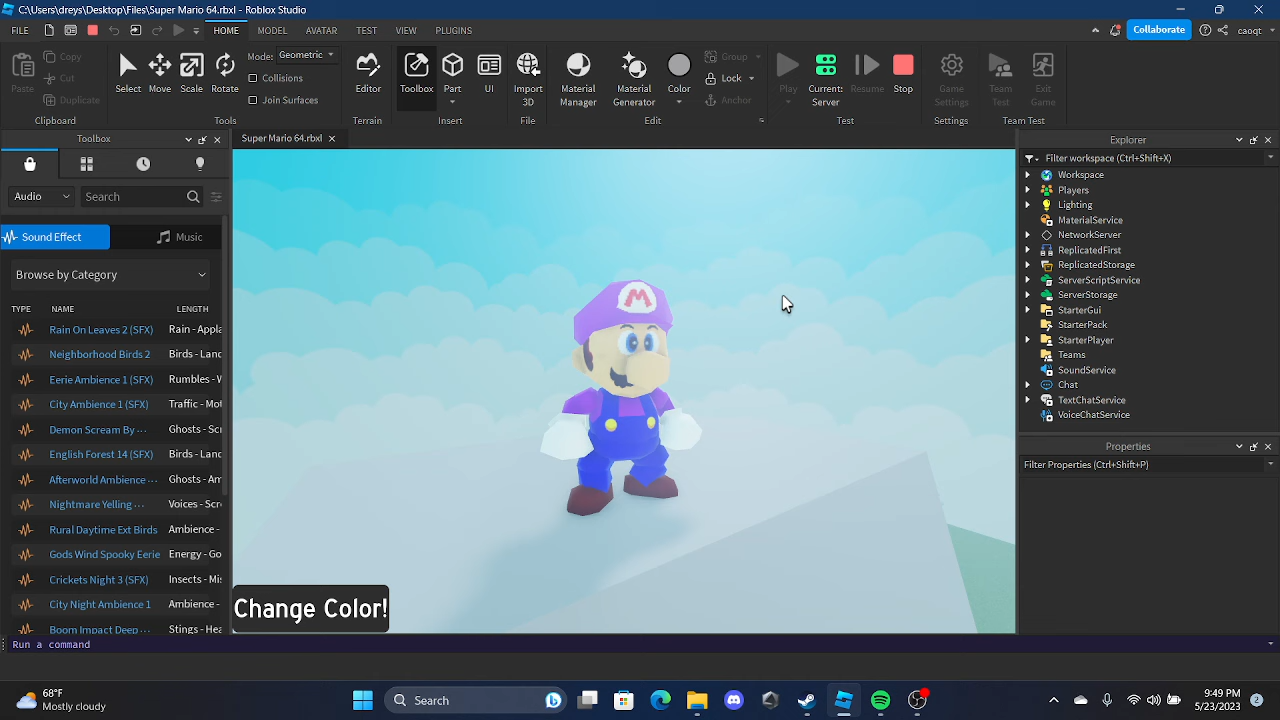 C:\Users\dreys\Desktop\Files\Super Mario 64.rbxl - Roblox Studio
FILE HOME MODEL AVATAR TEST VIEW PLUGINS Collaborate caqt
Paste Copy Cut Duplicate
Clipboard
Select Move Scale Rotate
Mode: Geometric
Collisions
Join Surfaces
Tools
Editor
Terrain
Toolbox Part UI
Insert
Import 3D
File
Material Manager Material Generator Color Group Lock Anchor
Edit
Play Current: Server Resume Stop
Test
Game Settings
Settings
Team Test Exit Game
Team Test
Toolbox
Audio Search
Sound Effect Music
Browse by Category
TYPE NAME LENGTH
Rain On Leaves 2 (SFX) Rain - Appla
Neighborhood Birds 2 Birds - Land
Eerie Ambience 1 (SFX) Rumbles - W
City Ambience 1 (SFX) Traffic - Mot
Demon Scream By ··· Ghosts - Scr
English Forest 14 (SFX) Birds - Land
Afterworld Ambience ··· Ghosts - Am
Nightmare Yelling ··· Voices - Scre
Rural Daytime Ext Birds Ambience -
Gods Wind Spooky Eerie Energy - Go
Crickets Night 3 (SFX) Insects - Mis
City Night Ambience 1 Ambience -
Boom Impact Deep ··· Stings - Hea
Super Mario 64.rbxl
M
Change Color!
Explorer
Filter workspace (Ctrl+Shift+X)
Workspace
Players
Lighting
MaterialService
NetworkServer
ReplicatedFirst
ReplicatedStorage
ServerScriptService
ServerStorage
StarterGui
StarterPack
StarterPlayer
Teams
SoundService
Chat
TextChatService
VoiceChatService
Properties
Filter Properties (Ctrl+Shift+P)
Run a command
68°F
Mostly cloudy
Search
9:49 PM
5/23/2023
2